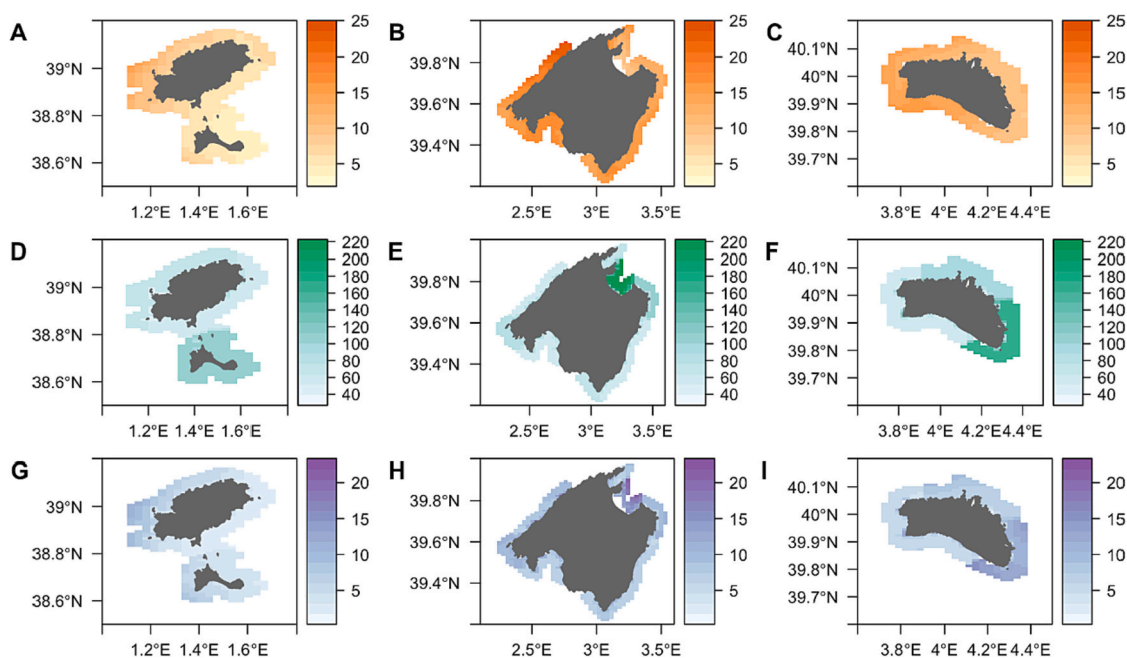 A
39°N
38.8°N
38.6°N
1.2°E 1.4°E 1.6°E
25
20
15
10
5
B
39.8°N
39.6°N
39.4°N
2.5°E 3°E 3.5°E
25
20
15
10
5
C
40.1°N
40°N
39.9°N
39.8°N
39.7°N
3.8°E 4°E 4.2°E 4.4°E
25
20
15
10
5
D
39°N
38.8°N
38.6°N
1.2°E 1.4°E 1.6°E
220
200
180
160
140
120
100
80
60
40
E
39.8°N
39.6°N
39.4°N
2.5°E 3°E 3.5°E
220
200
180
160
140
120
100
80
60
40
F
40.1°N
40°N
39.9°N
39.8°N
39.7°N
3.8°E 4°E 4.2°E 4.4°E
220
200
180
160
140
120
100
80
60
40
G
39°N
38.8°N
38.6°N
1.2°E 1.4°E 1.6°E
20
15
10
5
H
39.8°N
39.6°N
39.4°N
2.5°E 3°E 3.5°E
20
15
10
5
I
40.1°N
40°N
39.9°N
39.8°N
39.7°N
3.8°E 4°E 4.2°E 4.4°E
20
15
10
5